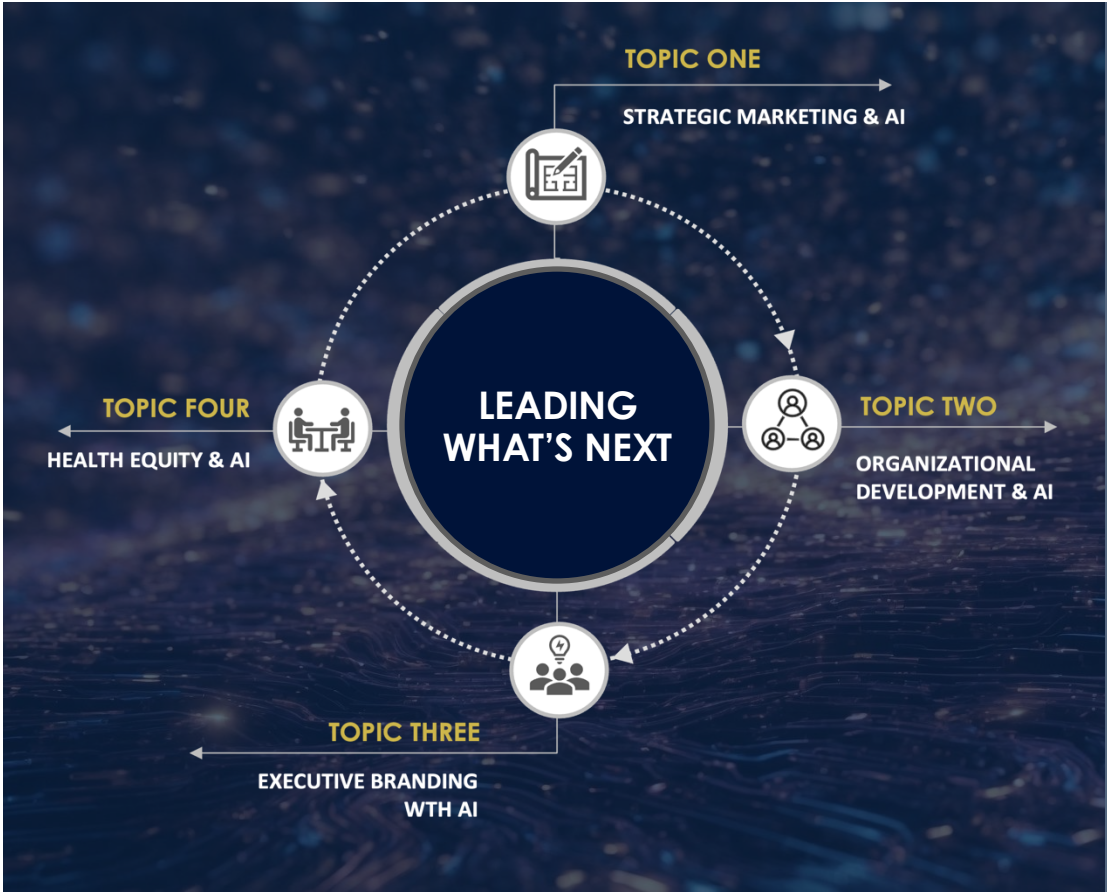 TOPIC ONE
STRATEGIC MARKETING & AI
LEADING
WHAT'S NEXT
TOPIC TWO
ORGANIZATIONAL
DEVELOPMENT & AI
TOPIC THREE
EXECUTIVE BRANDING
WTH AI
TOPIC FOUR
HEALTH EQUITY & AI